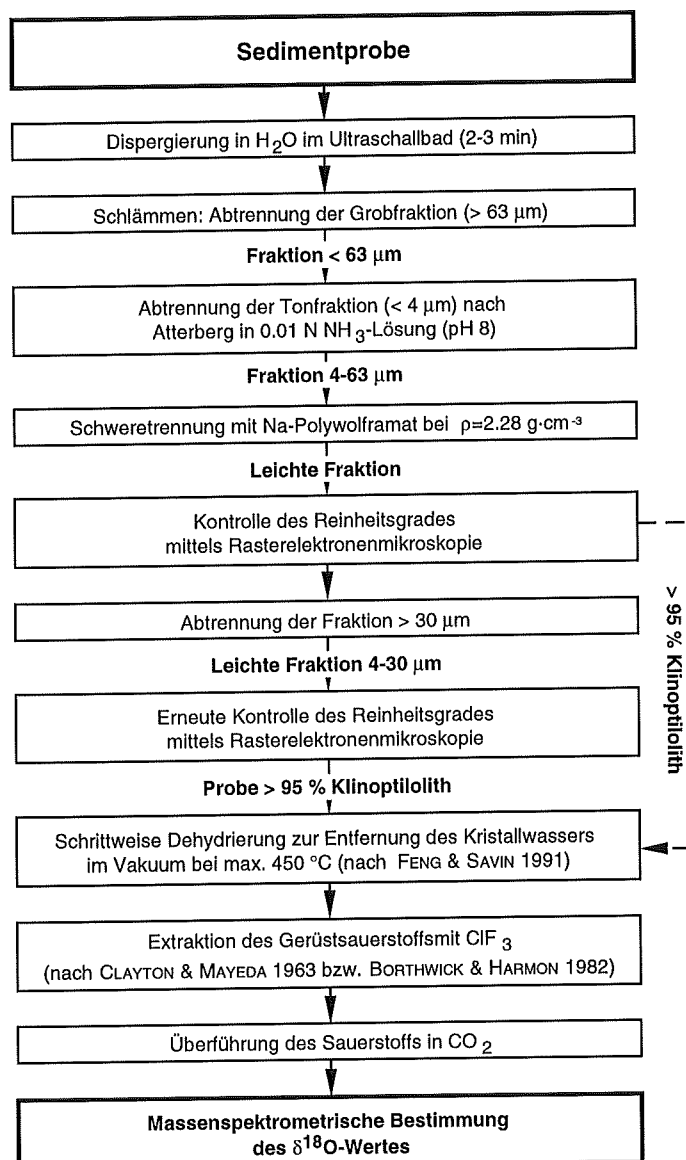 Sedimentprobe
Dispergierung in H2O im Ultraschallbad (2-3 min)
Schlämmen: Abtrennung der Grobfraktion (> 63 µm)
Fraktion < 63 µm
Abtrennung der Tonfraktion (< 4 µm) nach
Atterberg in 0.01 N NH3-Lösung (pH 8)
Fraktion 4-63 µm
Schweretrennung mit Na-Polywolframat bei ρ=2.28 g·cm-3
Leichte Fraktion
Kontrolle des Reinheitsgrades
mittels Rasterelektronenmikroskopie
> 95 % Klinoptilolith
Abtrennung der Fraktion > 30 µm
Leichte Fraktion 4-30 µm
Erneute Kontrolle des Reinheitsgrades
mittels Rasterelektronenmikroskopie
Probe > 95 % Klinoptilolith
Schrittweise Dehydrierung zur Entfernung des Kristallwassers
im Vakuum bei max. 450 °C (nach FENG & SAVIN 1991)
Extraktion des Gerüstsauerstoffsmit ClF3
(nach CLAYTON & MAYEDA 1963 bzw. BORTHWICK & HARMON 1982)
Überführung des Sauerstoffs in CO2
Massenspektrometrische Bestimmung
des δ18O-Wertes